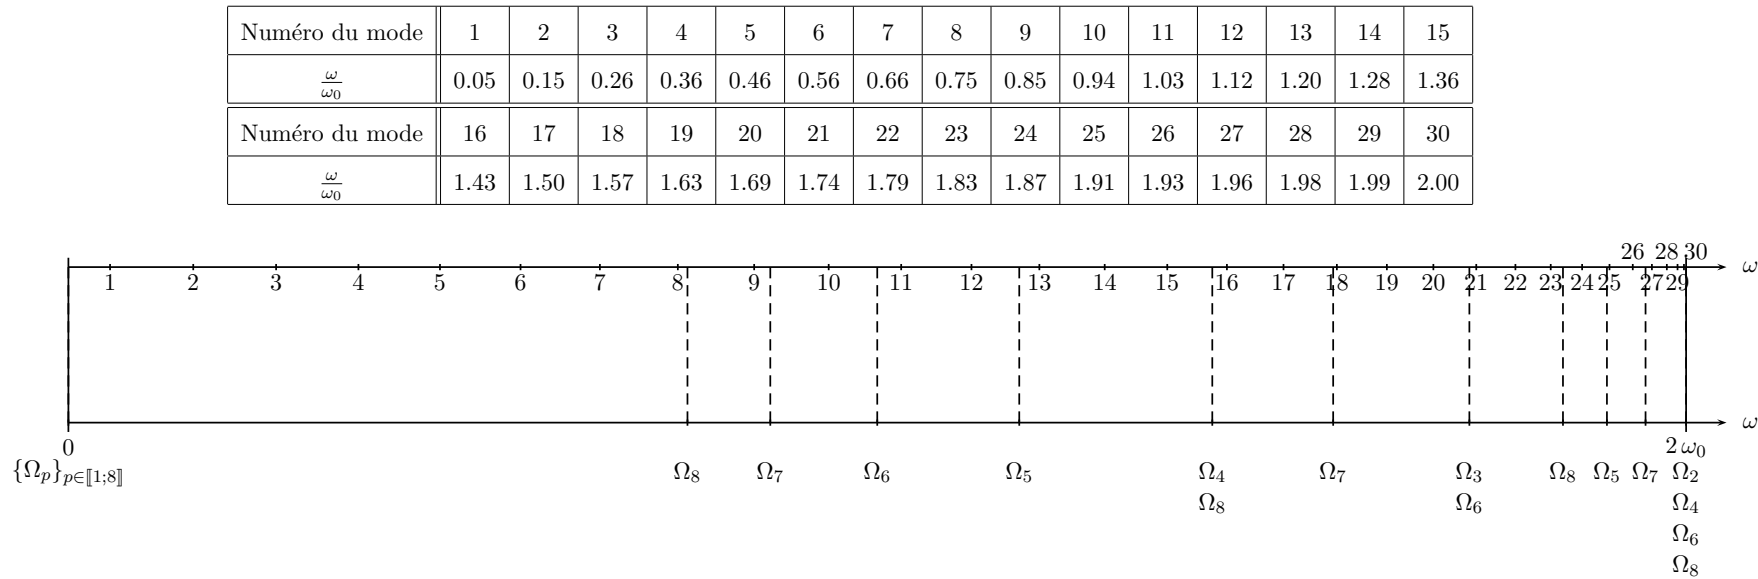 Numéro du mode 1 2 3 4 5 6 7 8 9 10 11 12 13 14 15
ω/ω₀ 0.05 0.15 0.26 0.36 0.46 0.56 0.66 0.75 0.85 0.94 1.03 1.12 1.20 1.28 1.36
Numéro du mode 16 17 18 19 20 21 22 23 24 25 26 27 28 29 30
ω/ω₀ 1.43 1.50 1.57 1.63 1.69 1.74 1.79 1.83 1.87 1.91 1.93 1.96 1.98 1.99 2.00
26 28 30
ω
1 2 3 4 5 6 7 8 9 10 11 12 13 14 15 16 17 18 19 20 21 22 23 24 25 27 29
ω
0 2 ω₀
{Ωₚ}ₚ∈⟦1;8⟧ Ω₈ Ω₇ Ω₆ Ω₅ Ω₄ Ω₇ Ω₃ Ω₈ Ω₅ Ω₇ Ω₂
Ω₈ Ω₆ Ω₄
Ω₆
Ω₈